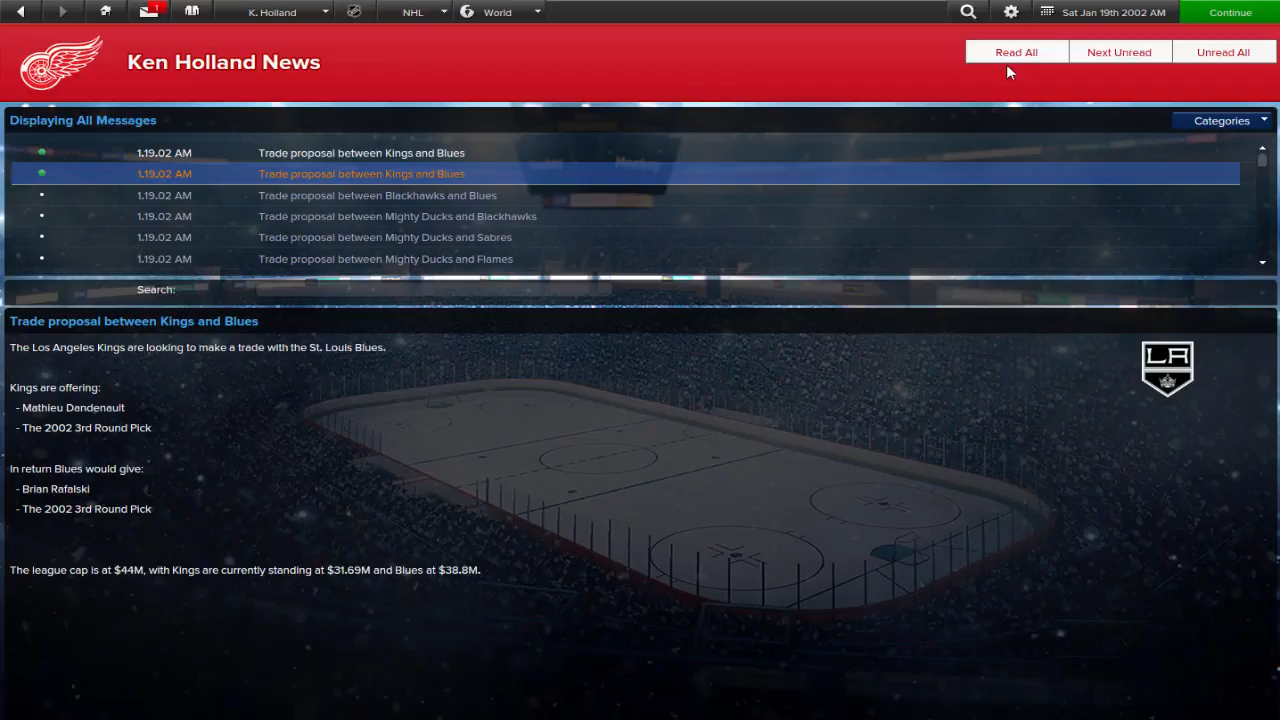 1
K. Holland
NHL
World
Sat Jan 19th 2002 AM
Continue
Ken Holland News
Read All
Next Unread
Unread All
Displaying All Messages
Categories
1.19.02 AM Trade proposal between Kings and Blues
1.19.02 AM Trade proposal between Kings and Blues
1.19.02 AM Trade proposal between Blackhawks and Blues
1.19.02 AM Trade proposal between Mighty Ducks and Blackhawks
1.19.02 AM Trade proposal between Mighty Ducks and Sabres
1.19.02 AM Trade proposal between Mighty Ducks and Flames
Search:
Trade proposal between Kings and Blues
The Los Angeles Kings are looking to make a trade with the St. Louis Blues.
LA
Kings are offering:
- Mathieu Dandenault
- The 2002 3rd Round Pick
In return Blues would give:
- Brian Rafalski
- The 2002 3rd Round Pick
The league cap is at $44M, with Kings are currently standing at $31.69M and Blues at $38.8M.